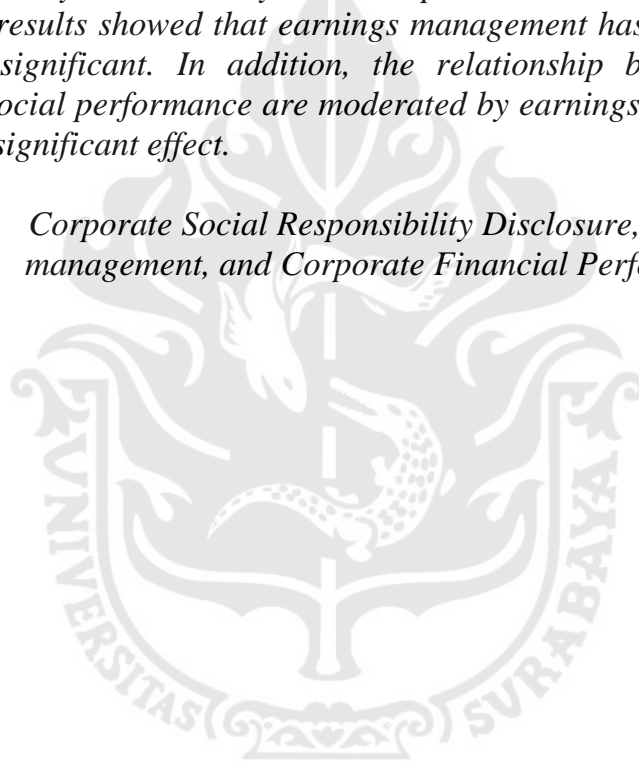 results showed that earnings management has
significant. In addition, the relationship b
ocial performance are moderated by earnings
significant effect.
Corporate Social Responsibility Disclosure,
management, and Corporate Financial Perf
UNIVERSITAS SURABAYA